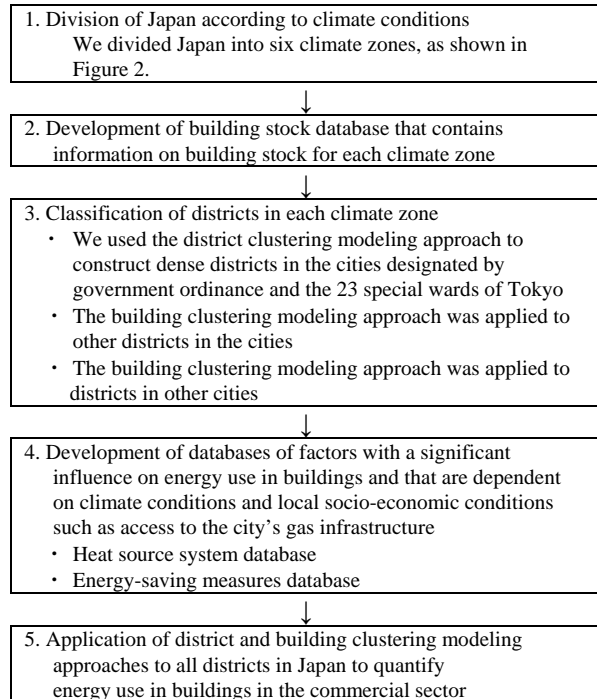 1. Division of Japan according to climate conditions
We divided Japan into six climate zones, as shown in
Figure 2.
↓
2. Development of building stock database that contains
information on building stock for each climate zone
↓
3. Classification of districts in each climate zone
・ We used the district clustering modeling approach to
construct dense districts in the cities designated by
government ordinance and the 23 special wards of Tokyo
・ The building clustering modeling approach was applied to
other districts in the cities
・ The building clustering modeling approach was applied to
districts in other cities
↓
4. Development of databases of factors with a significant
influence on energy use in buildings and that are dependent
on climate conditions and local socio-economic conditions
such as access to the city's gas infrastructure
・ Heat source system database
・ Energy-saving measures database
↓
5. Application of district and building clustering modeling
approaches to all districts in Japan to quantify
energy use in buildings in the commercial sector